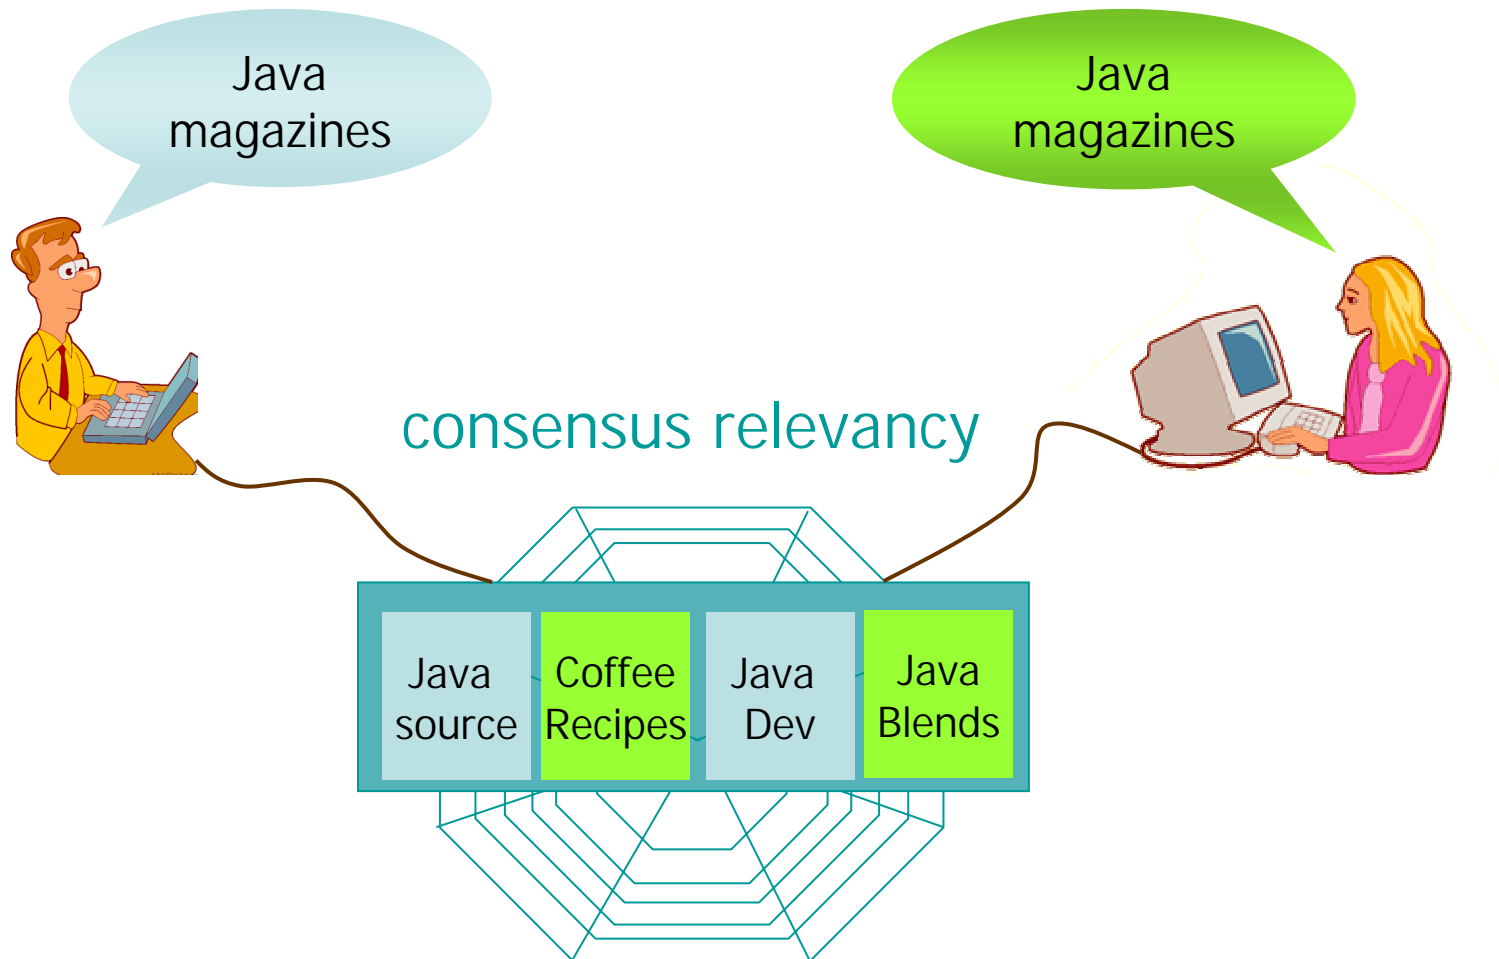 Java
magazines
Java
magazines
consensus relevancy
Java
source
Coffee
Recipes
Java
Dev
Java
Blends